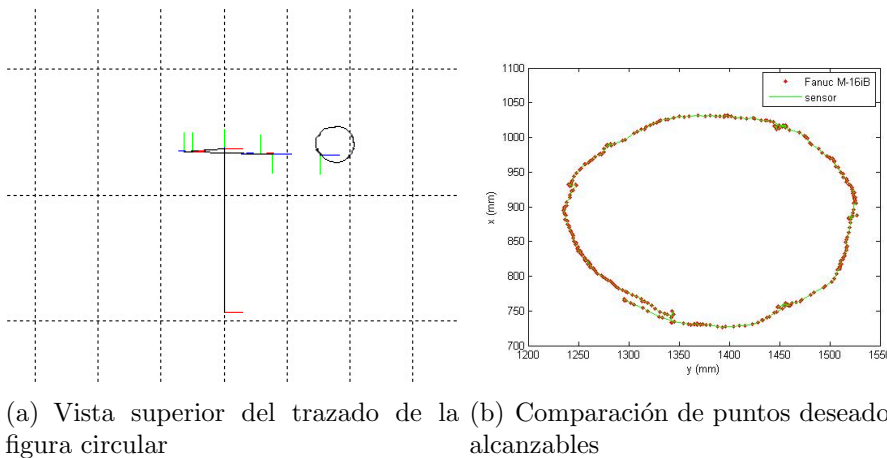 1100
1050
1000
950
900
850
800
750
700
x (mm)
Fanuc M-16iB
sensor
1200 1250 1300 1350 1400 1450 1500 1550
y (mm)
(a) Vista superior del trazado de la
figura circular
(b) Comparación de puntos deseado
alcanzables